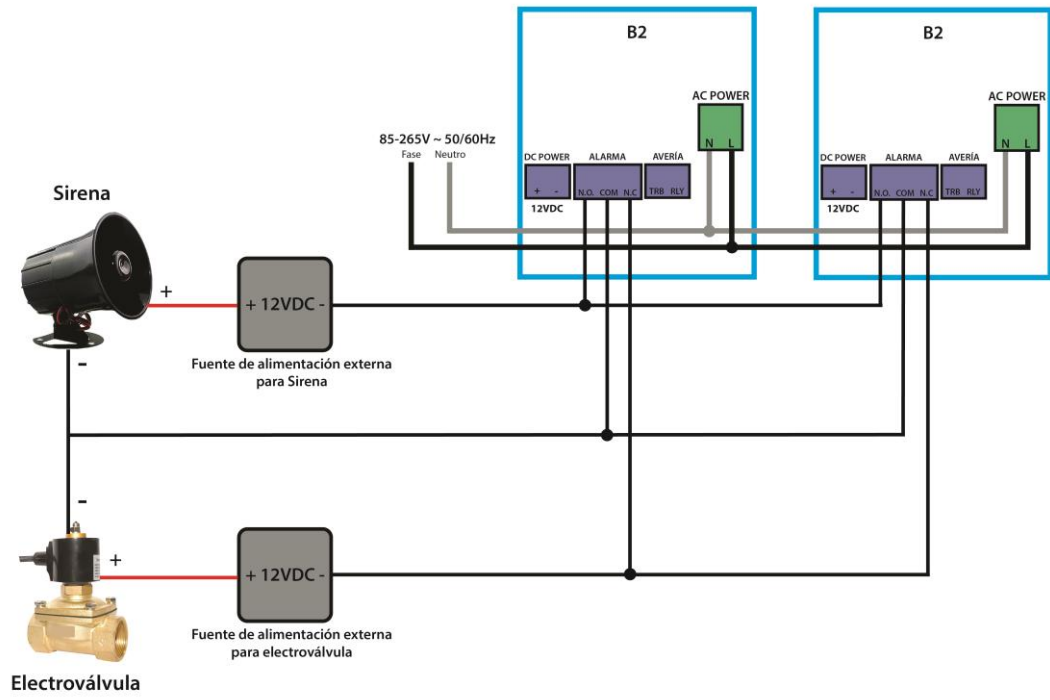 B2
B2
AC POWER
AC POWER
85-265V ~ 50/60Hz
Fase Neutro
N L
N L
DC POWER ALARMA AVERÍA
DC POWER ALARMA AVERÍA
+ - N.O. COM N.C TRB RLY
+ - N.O. COM N.C TRB RLY
12VDC
12VDC
Sirena
+
+ 12VDC -
-
Fuente de alimentación externa
para Sirena
-
+
+ 12VDC -
Fuente de alimentación externa
para electroválvula
Electroválvula